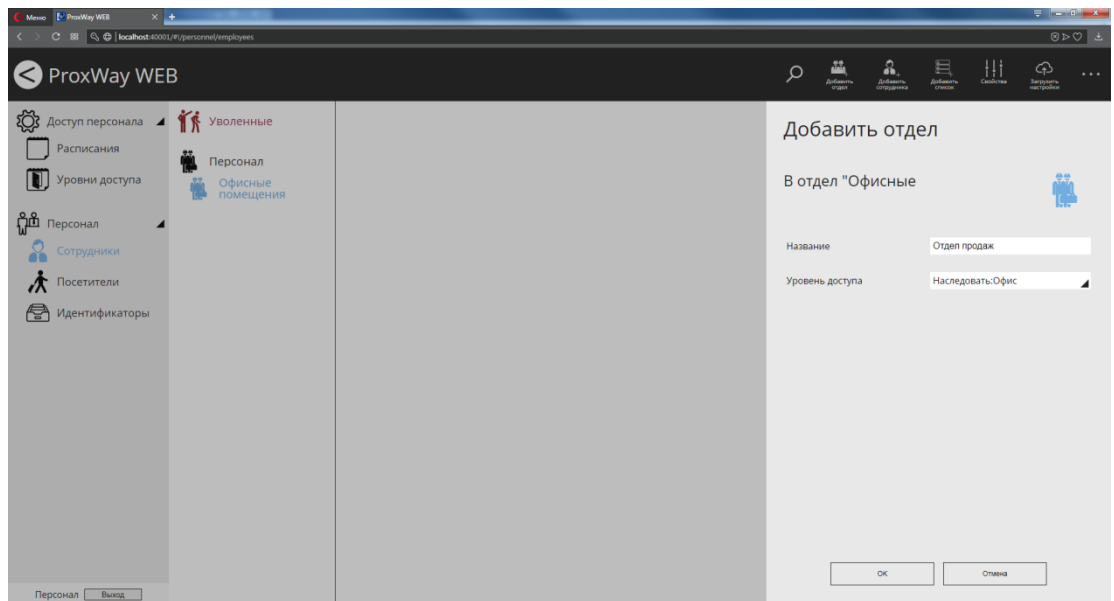 Меню
ProxWay WEB
localhost:40001/#!/personnel/employees
ProxWay WEB
Добавить отдел
Добавить сотрудника
Добавить список
Свойства
Загрузить настройки
Доступ персонала
Расписания
Уровни доступа
Персонал
Сотрудники
Посетители
Идентификаторы
Уволенные
Персонал
Офисные
помещения
Добавить отдел
В отдел "Офисные
Название
Отдел продаж
Уровень доступа
Наследовать:Офис
OK
Отмена
Персонал
Выход